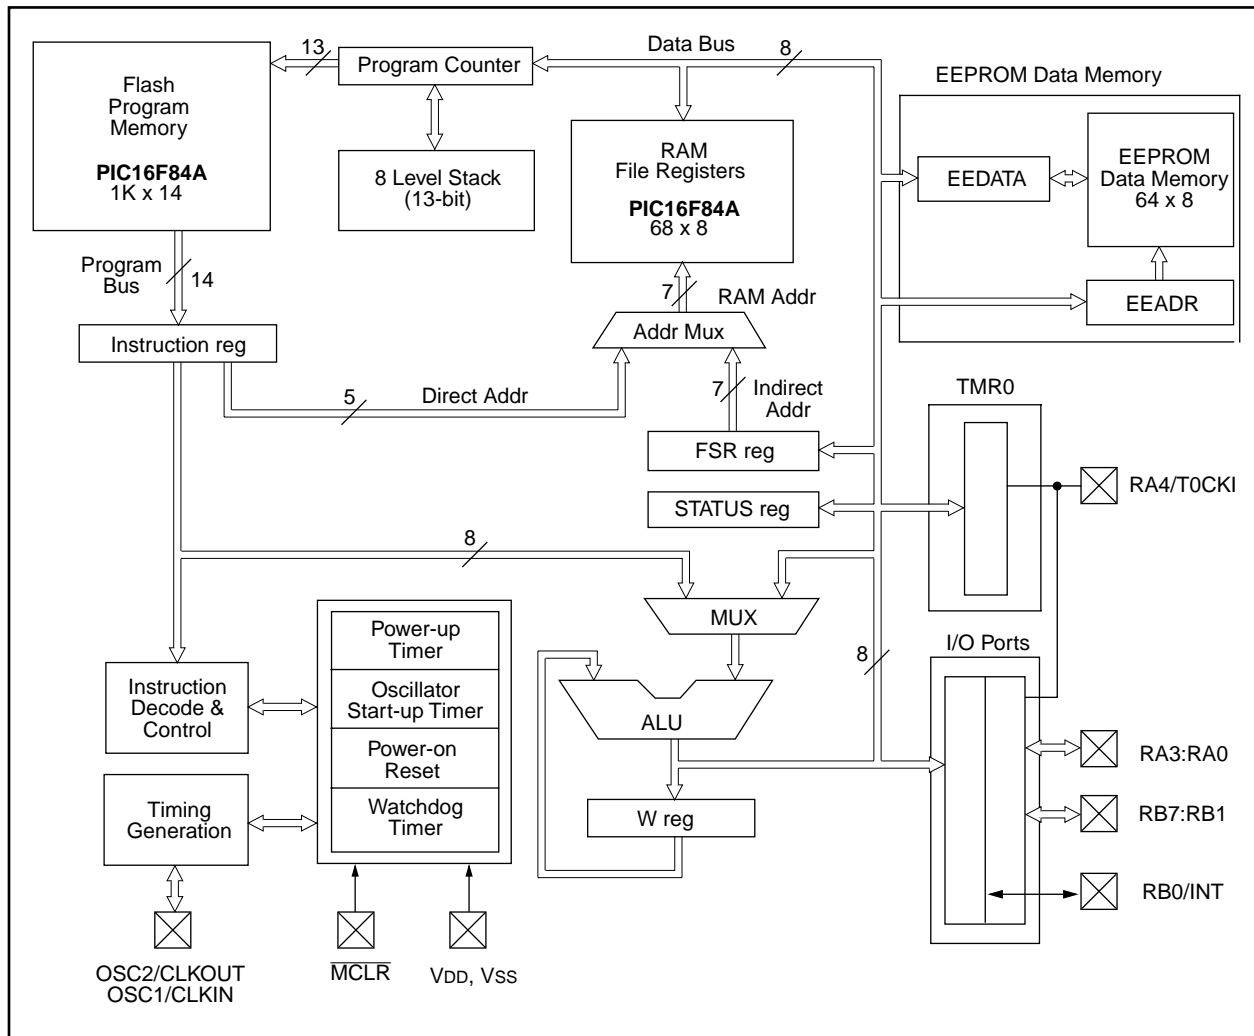 13
Program Counter
Data Bus
8
EEPROM Data Memory
Flash
Program
Memory
PIC16F84A
1K x 14
8 Level Stack
(13-bit)
RAM
File Registers
PIC16F84A
68 x 8
EEDATA
EEPROM
Data Memory
64 x 8
EEADR
Program
Bus
14
7
RAM Addr
Addr Mux
Instruction reg
5
Direct Addr
7
Indirect
Addr
FSR reg
STATUS reg
TMR0
RA4/T0CKI
8
MUX
Power-up
Timer
Oscillator
Start-up Timer
Power-on
Reset
Watchdog
Timer
Instruction
Decode &
Control
Timing
Generation
ALU
W reg
8
I/O Ports
RA3:RA0
RB7:RB1
RB0/INT
OSC2/CLKOUT
OSC1/CLKIN
MCLR
VDD, VSS